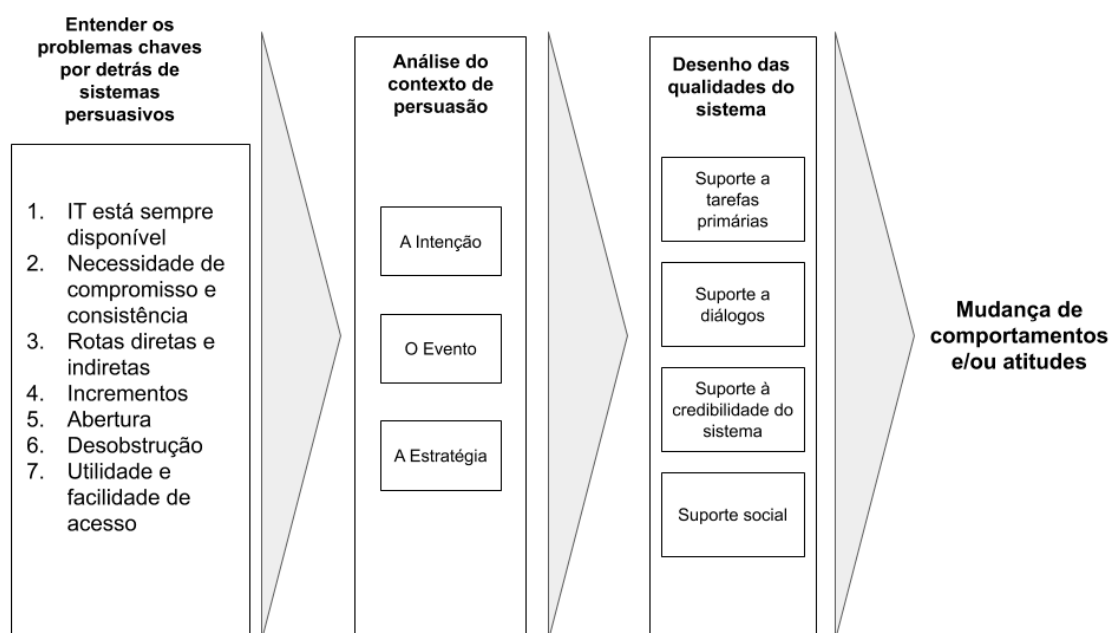 Entender os
problemas chaves
por detrás de
sistemas
persuasivos
1. IT está sempre
disponível
2. Necessidade de
compromisso e
consistência
3. Rotas diretas e
indiretas
4. Incrementos
5. Abertura
6. Desobstrução
7. Utilidade e
facilidade de
acesso
Análise do
contexto de
persuasão
A Intenção
O Evento
A Estratégia
Desenho das
qualidades do
sistema
Suporte a
tarefas
primárias
Suporte a
diálogos
Suporte à
credibilidade do
sistema
Suporte social
Mudança de
comportamentos
e/ou atitudes